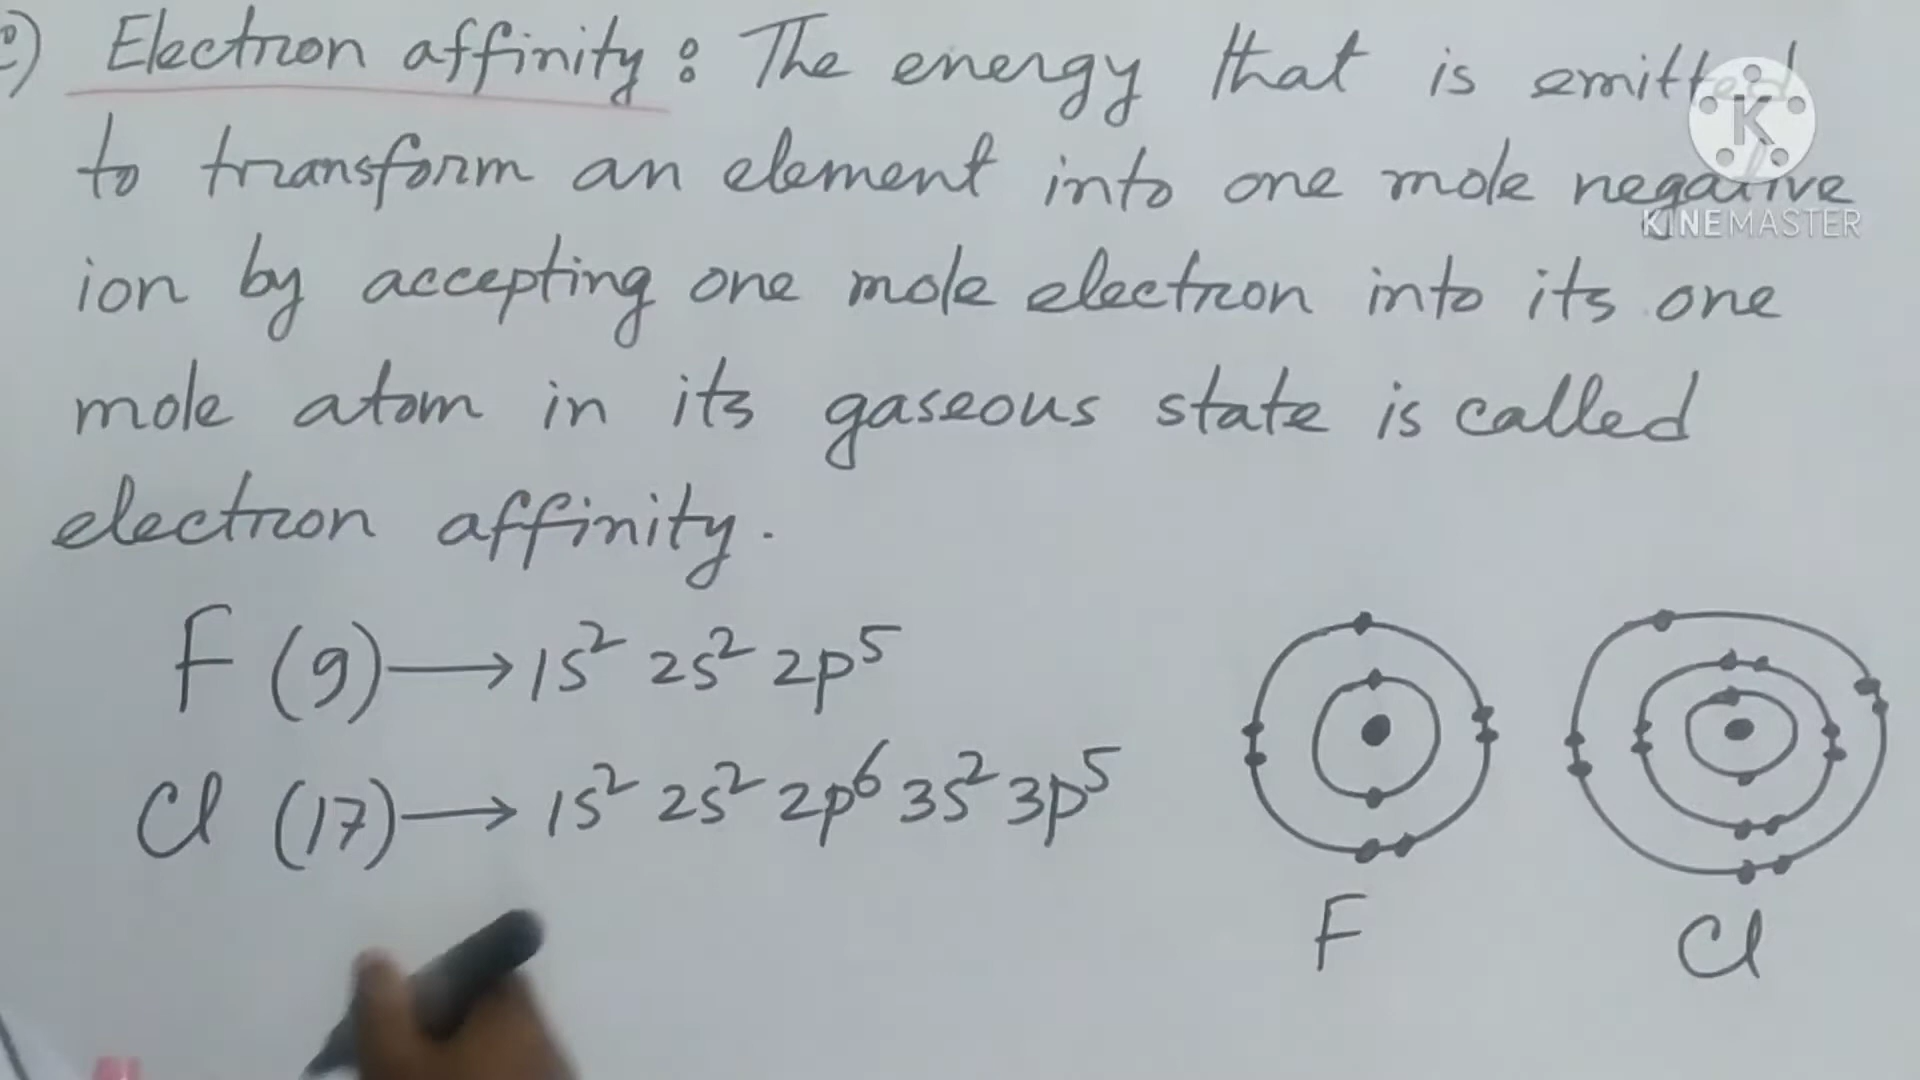 e) Electron affinity : The energy that is emitted
to transform an element into one mole negative
ion by accepting one mole electron into its one
mole atom in its gaseous state is called
electron affinity.
F (9) → 1s² 2s² 2p⁵
Cl (17) → 1s² 2s² 2p⁶ 3s² 3p⁵
F
Cl
K
KINEMASTER